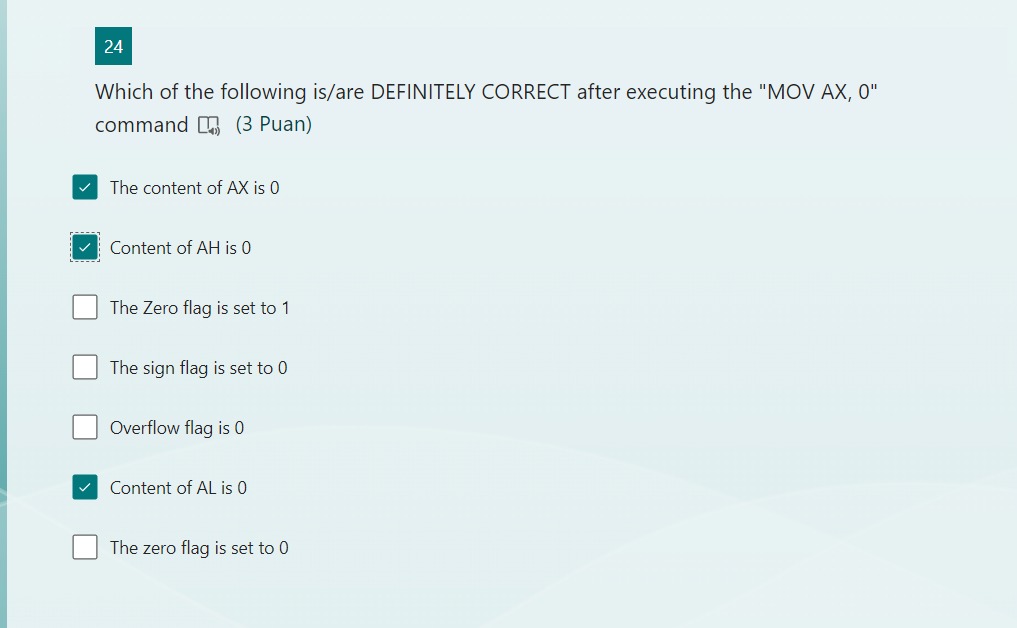 24
Which of the following is/are DEFINITELY CORRECT after executing the "MOV AX, 0"
command (3 Puan)
The content of AX is 0
Content of AH is 0
The Zero flag is set to 1
The sign flag is set to 0
Overflow flag is 0
Content of AL is 0
The zero flag is set to 0